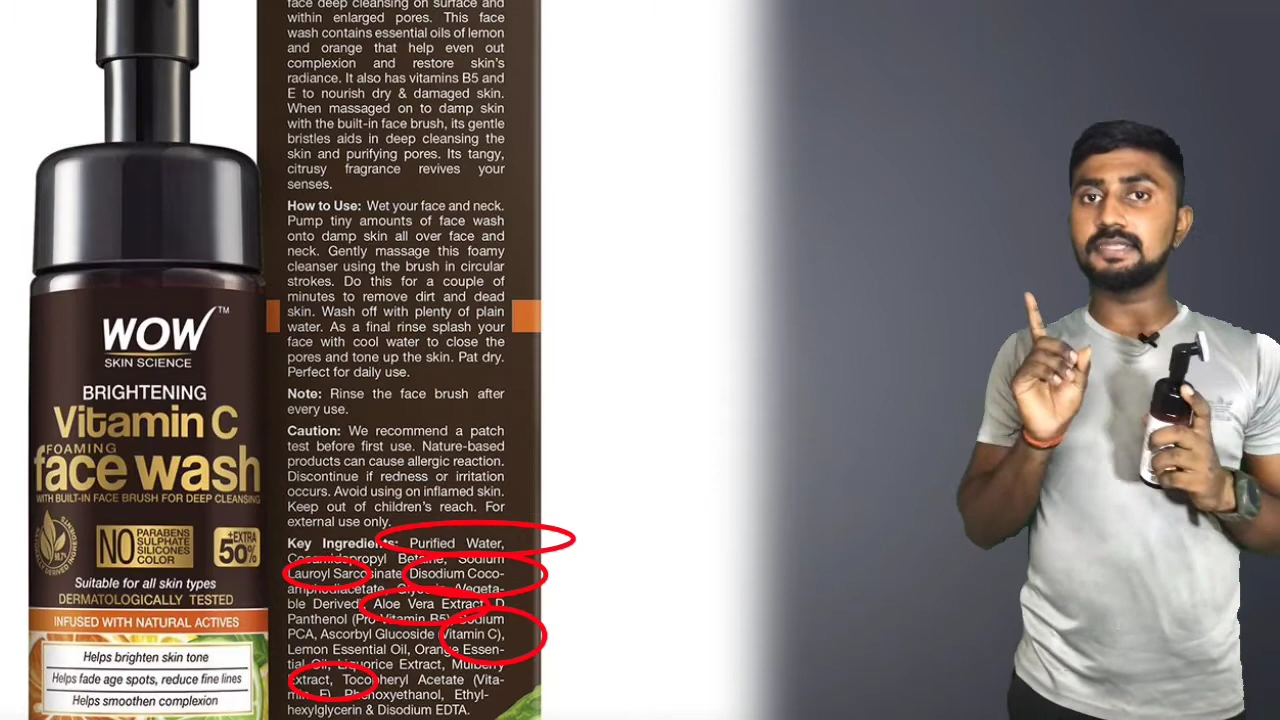 face deep cleansing on surface and
within enlarged pores. This face
wash contains essential oils of lemon
and orange that help even out
complexion and restore skin's
radiance. It also has vitamins B5 and
E to nourish dry & damaged skin.
When massaged on to damp skin
with the built-in face brush, its gentle
bristles aids in deep cleansing the
skin and purifying pores. Its tangy,
citrusy fragrance revives your
senses.
How to Use: Wet your face and neck.
Pump tiny amounts of face wash
onto damp skin all over face and
neck. Gently massage this foamy
cleanser using the brush in circular
strokes. Do this for a couple of
minutes to remove dirt and dead
skin. Wash off with plenty of plain
water. As a final rinse splash your
face with cool water to close the
pores and tone up the skin. Pat dry.
Perfect for daily use.
Note: Rinse the face brush after
every use.
Caution: We recommend a patch
test before first use. Nature-based
products can cause allergic reaction.
Discontinue if redness or irritation
occurs. Avoid using on inflamed skin.
Keep out of children's reach. For
external use only.
Key Ingredients: Purified Water,
Cocamidopropyl Betaine, Sodium
Lauroyl Sarcosinate, Disodium Coco-
amphodiacetate, Glycerin (Vegeta-
ble Derived), Aloe Vera Extract, D
Panthenol (Pro-Vitamin B5), Sodium
PCA, Ascorbyl Glucoside (Vitamin C),
Lemon Essential Oil, Orange Essen-
tial Oil, Liquorice Extract, Mulberry
Extract, Tocopheryl Acetate (Vita-
min E), Phenoxyethanol, Ethyl-
hexylglycerin & Disodium EDTA.
WOW™
SKIN SCIENCE
BRIGHTENING
Vitamin C
FOAMING
face wash
WITH BUILT-IN FACE BRUSH FOR DEEP CLEANSING
NO PARABENS
SULPHATE
SILICONES
COLOR
+EXTRA
50%
Suitable for all skin types
DERMATOLOGICALLY TESTED
INFUSED WITH NATURAL ACTIVES
Helps brighten skin tone
Helps fade age spots, reduce fine lines
Helps smoothen complexion